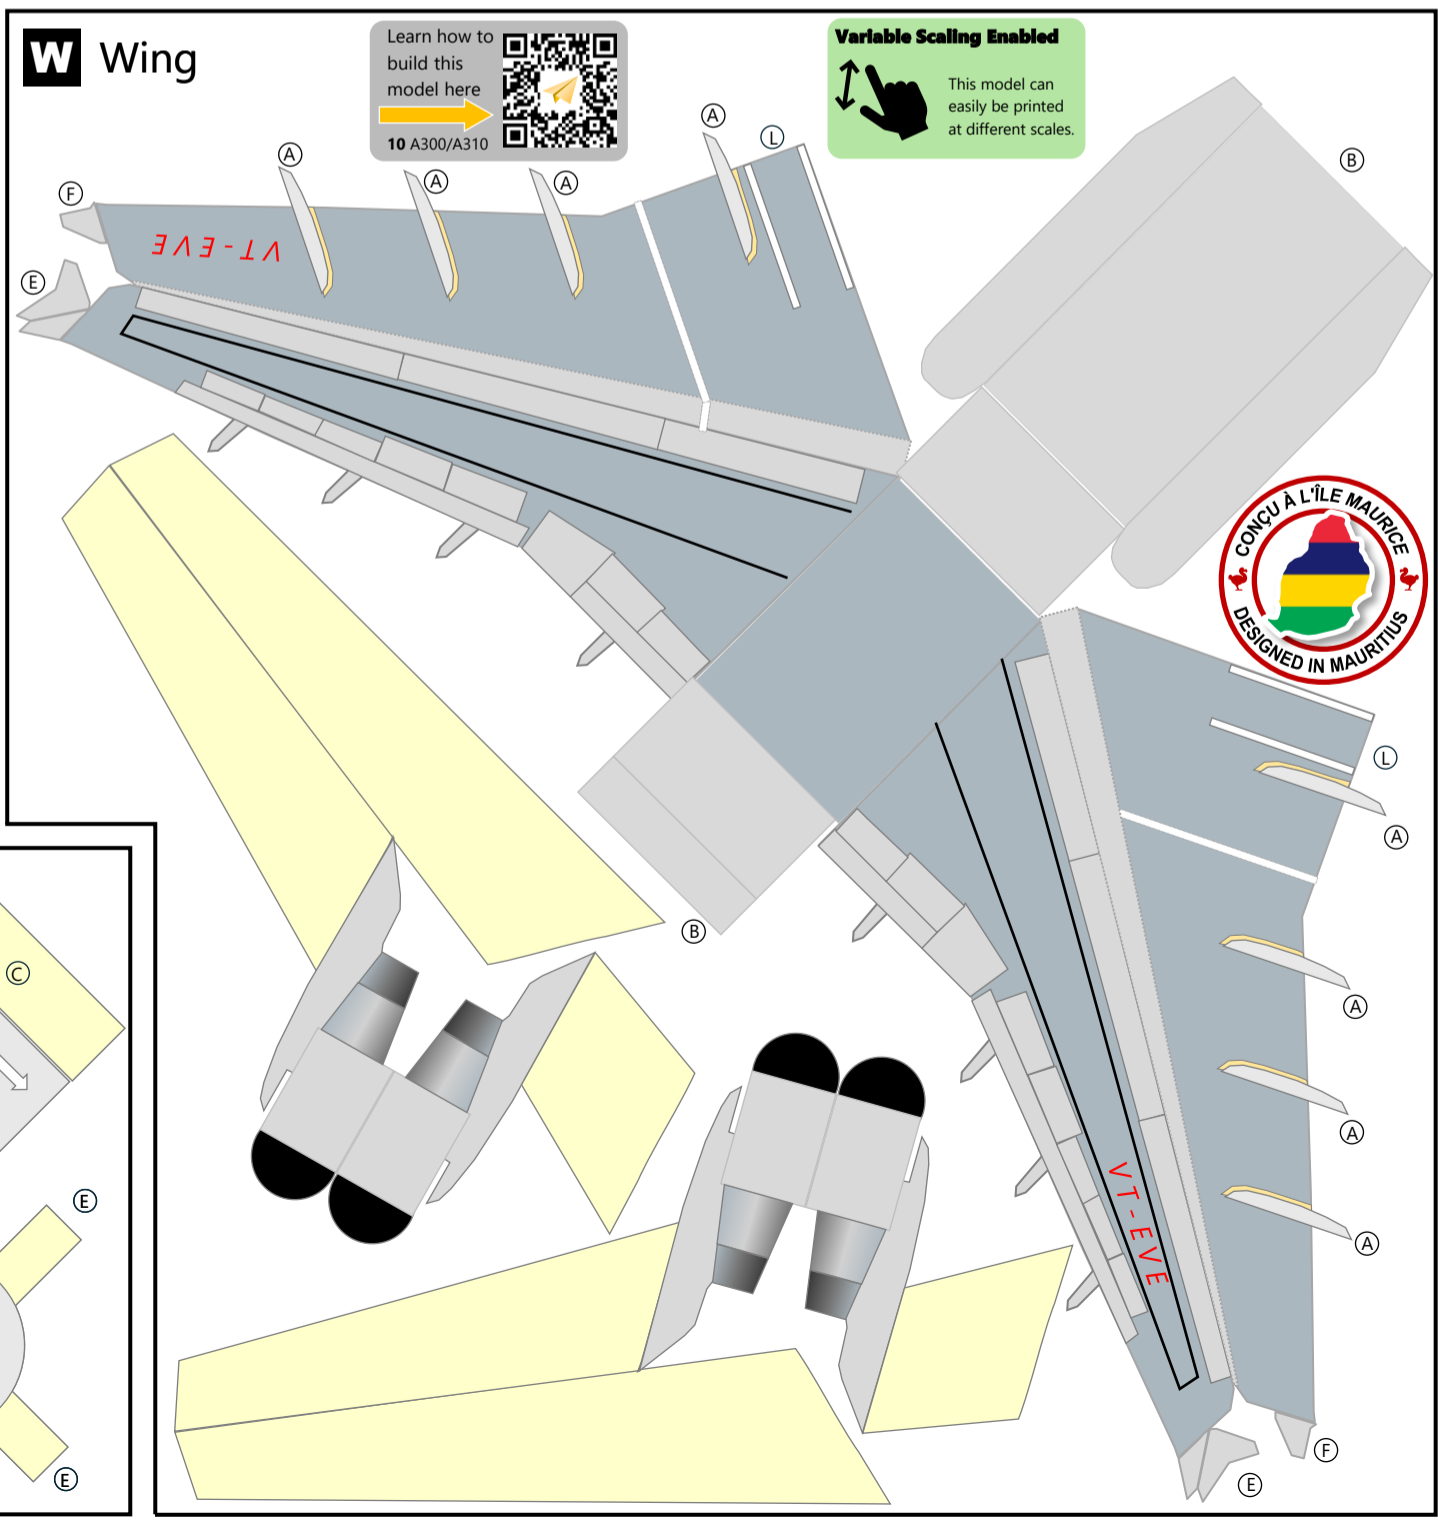 W Wing
Learn how to
build this
model here
10 A300/A310
Variable Scaling Enabled
This model can
easily be printed
at different scales.
A
L
B
A
A
A
F
VT-EVE
E
CONÇU À L'ÎLE MAURICE
DESIGNED IN MAURITIUS
L
A
B
C
A
A
VT-EVE
E
A
F
E
E